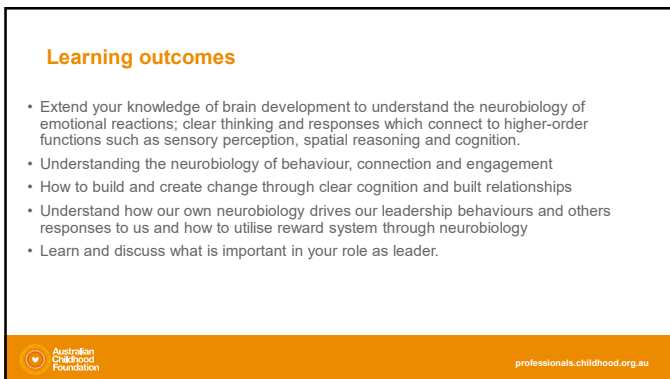 Learning outcomes
• Extend your knowledge of brain development to understand the neurobiology of
emotional reactions; clear thinking and responses which connect to higher-order
functions such as sensory perception, spatial reasoning and cognition.
• Understanding the neurobiology of behaviour, connection and engagement
• How to build and create change through clear cognition and built relationships
• Understand how our own neurobiology drives our leadership behaviours and others
responses to us and how to utilise reward system through neurobiology
• Learn and discuss what is important in your role as leader.
Australian
Childhood
Foundation
professionals.childhood.org.au